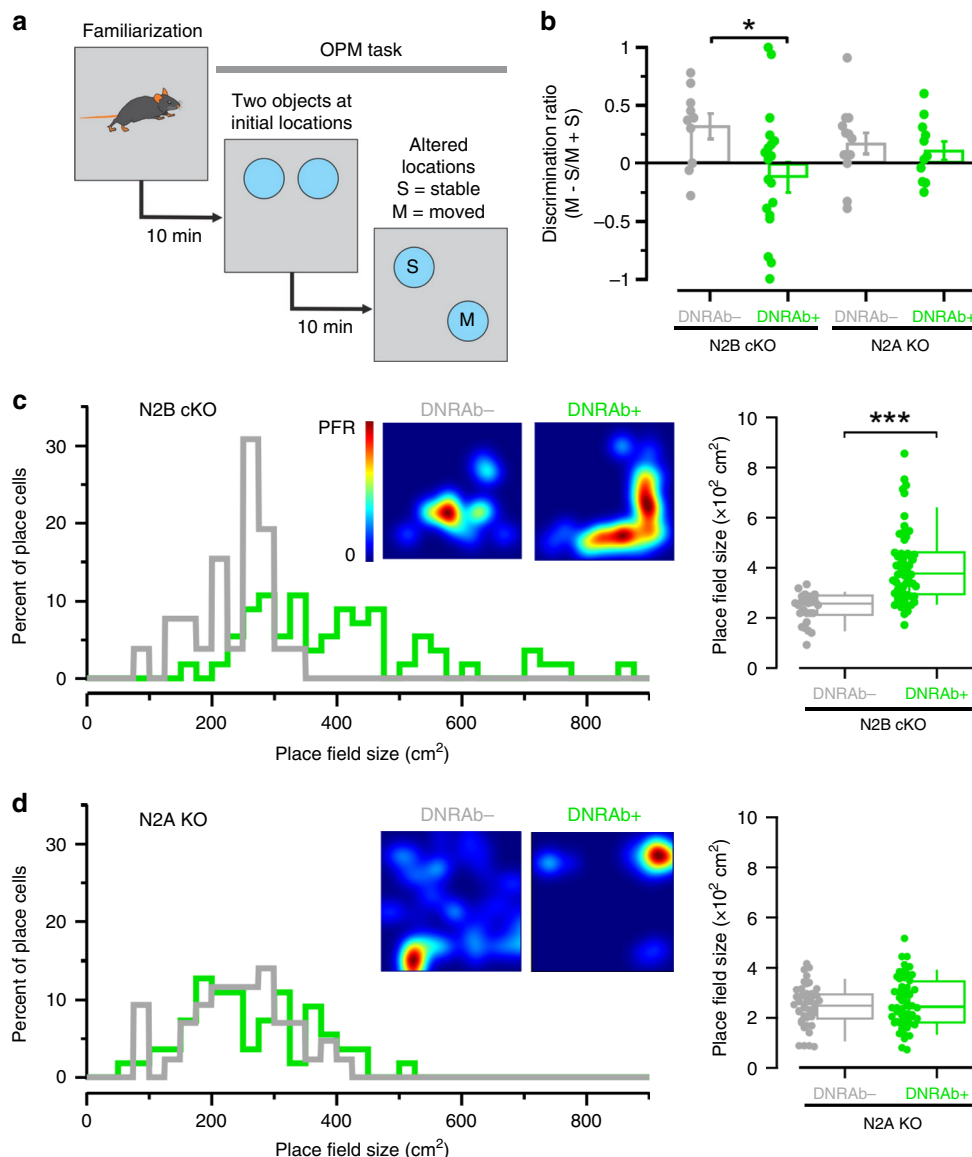 a
Familiarization
OPM task
Two objects at
initial locations
Altered
locations
S = stable
M = moved
10 min
S
M
10 min
b
*
Discrimination ratio
(M - S/M + S)
1
0.5
0
−0.5
−1
DNRAb− DNRAb+ DNRAb− DNRAb+
N2B cKO N2A KO
c
N2B cKO
DNRAb− DNRAb+
PFR
0
Percent of place cells
30
20
10
0
0 200 400 600 800
Place field size (cm²)
***
Place field size (×10² cm²)
10
8
6
4
2
0
DNRAb− DNRAb+
N2B cKO
d
N2A KO
DNRAb− DNRAb+
Percent of place cells
30
20
10
0
0 200 400 600 800
Place field size (cm²)
Place field size (×10² cm²)
10
8
6
4
2
0
DNRAb− DNRAb+
N2A KO